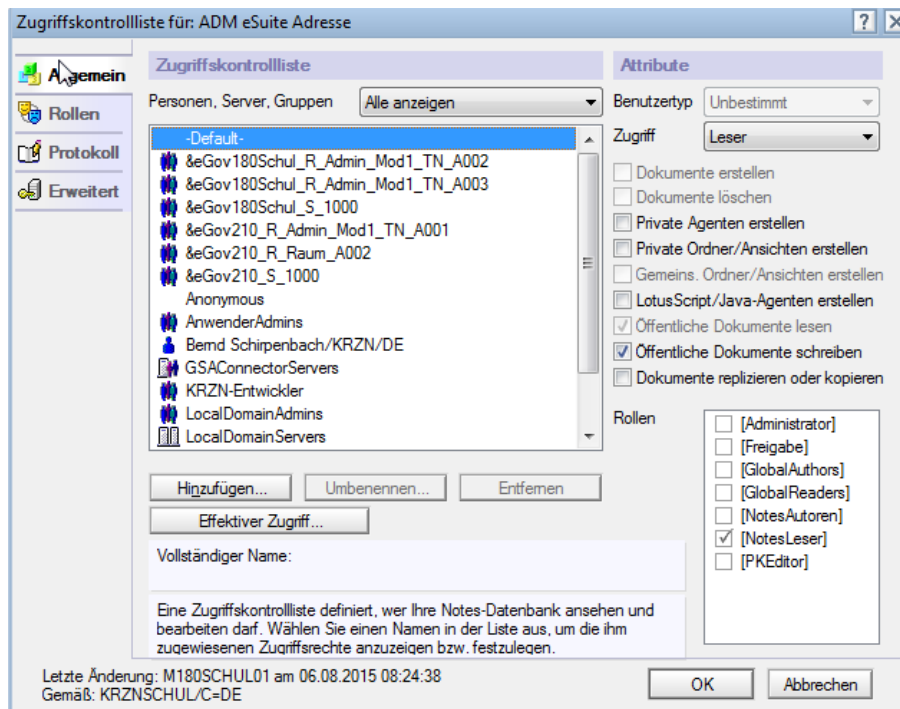 Zugriffskontrollliste für: ADM eSuite Adresse
?
Allgemein
Rollen
Protokoll
Erweitert
Zugriffskontrollliste
Personen, Server, Gruppen
Alle anzeigen
-Default-
&eGov180Schul_R_Admin_Mod1_TN_A002
&eGov180Schul_R_Admin_Mod1_TN_A003
&eGov180Schul_S_1000
&eGov210_R_Admin_Mod1_TN_A001
&eGov210_R_Raum_A002
&eGov210_S_1000
Anonymous
AnwenderAdmins
Bernd Schirpenbach/KRZN/DE
GSAConnectorServers
KRZN-Entwickler
LocalDomainAdmins
LocalDomainServers
Hinzufügen...
Umbenennen...
Entfernen
Effektiver Zugriff...
Vollständiger Name:
Eine Zugriffskontrollliste definiert, wer Ihre Notes-Datenbank ansehen und
bearbeiten darf. Wählen Sie einen Namen in der Liste aus, um die ihm
zugewiesenen Zugriffsrechte anzuzeigen bzw. festzulegen.
Attribute
Benutzertyp
Unbestimmt
Zugriff
Leser
Dokumente erstellen
Dokumente löschen
Private Agenten erstellen
Private Ordner/Ansichten erstellen
Gemeins. Ordner/Ansichten erstellen
LotusScript/Java-Agenten erstellen
Öffentliche Dokumente lesen
Öffentliche Dokumente schreiben
Dokumente replizieren oder kopieren
Rollen
[Administrator]
[Freigabe]
[GlobalAuthors]
[GlobalReaders]
[NotesAutoren]
[NotesLeser]
[PKEditor]
Letzte Änderung: M180SCHUL01 am 06.08.2015 08:24:38
Gemäß: KRZNSCHUL/C=DE
OK
Abbrechen